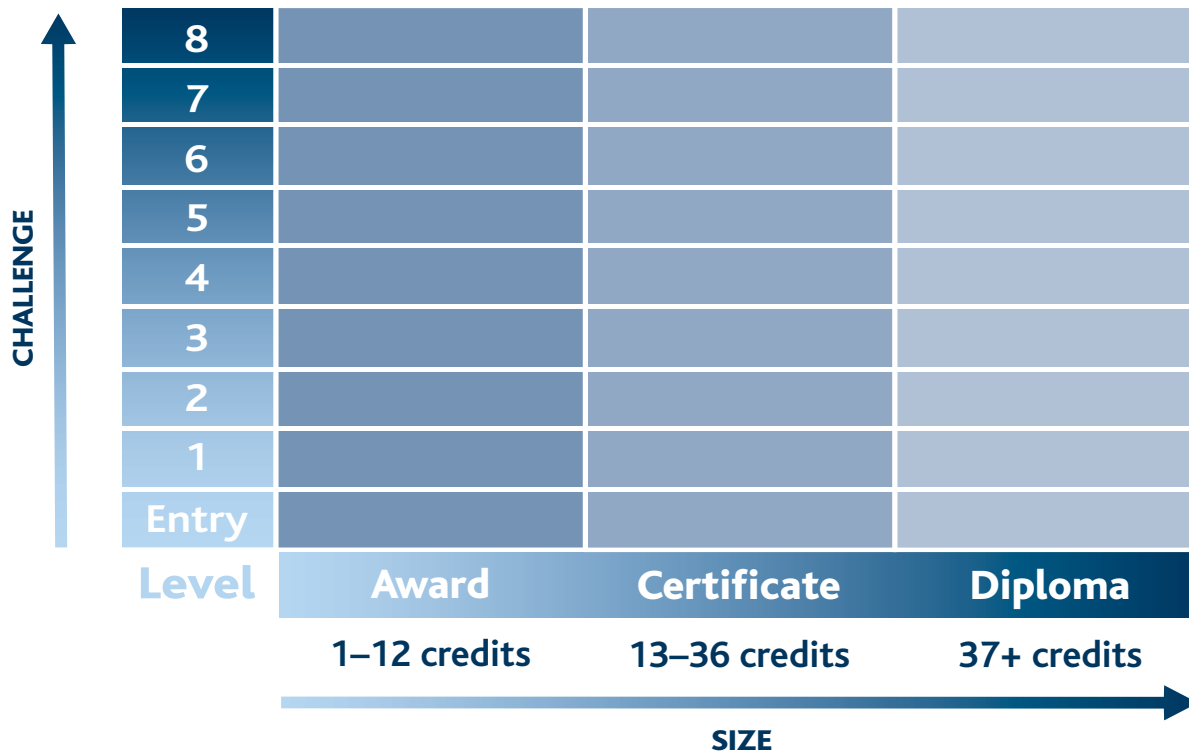 CHALLENGE
8
7
6
5
4
3
2
1
Entry
Level
Award
Certificate
Diploma
1–12 credits
13–36 credits
37+ credits
SIZE